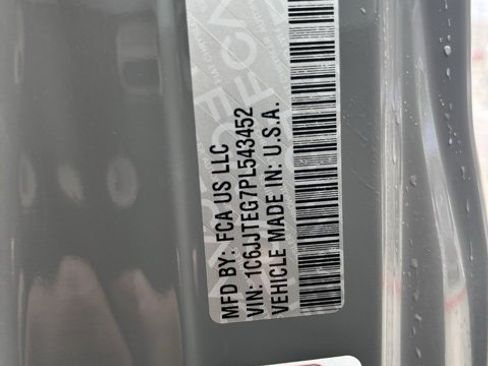 MFD BY: FCA US LLC
VIN: 1C6JJTEG7PL543452
VEHICLE MADE IN: U.S.A.